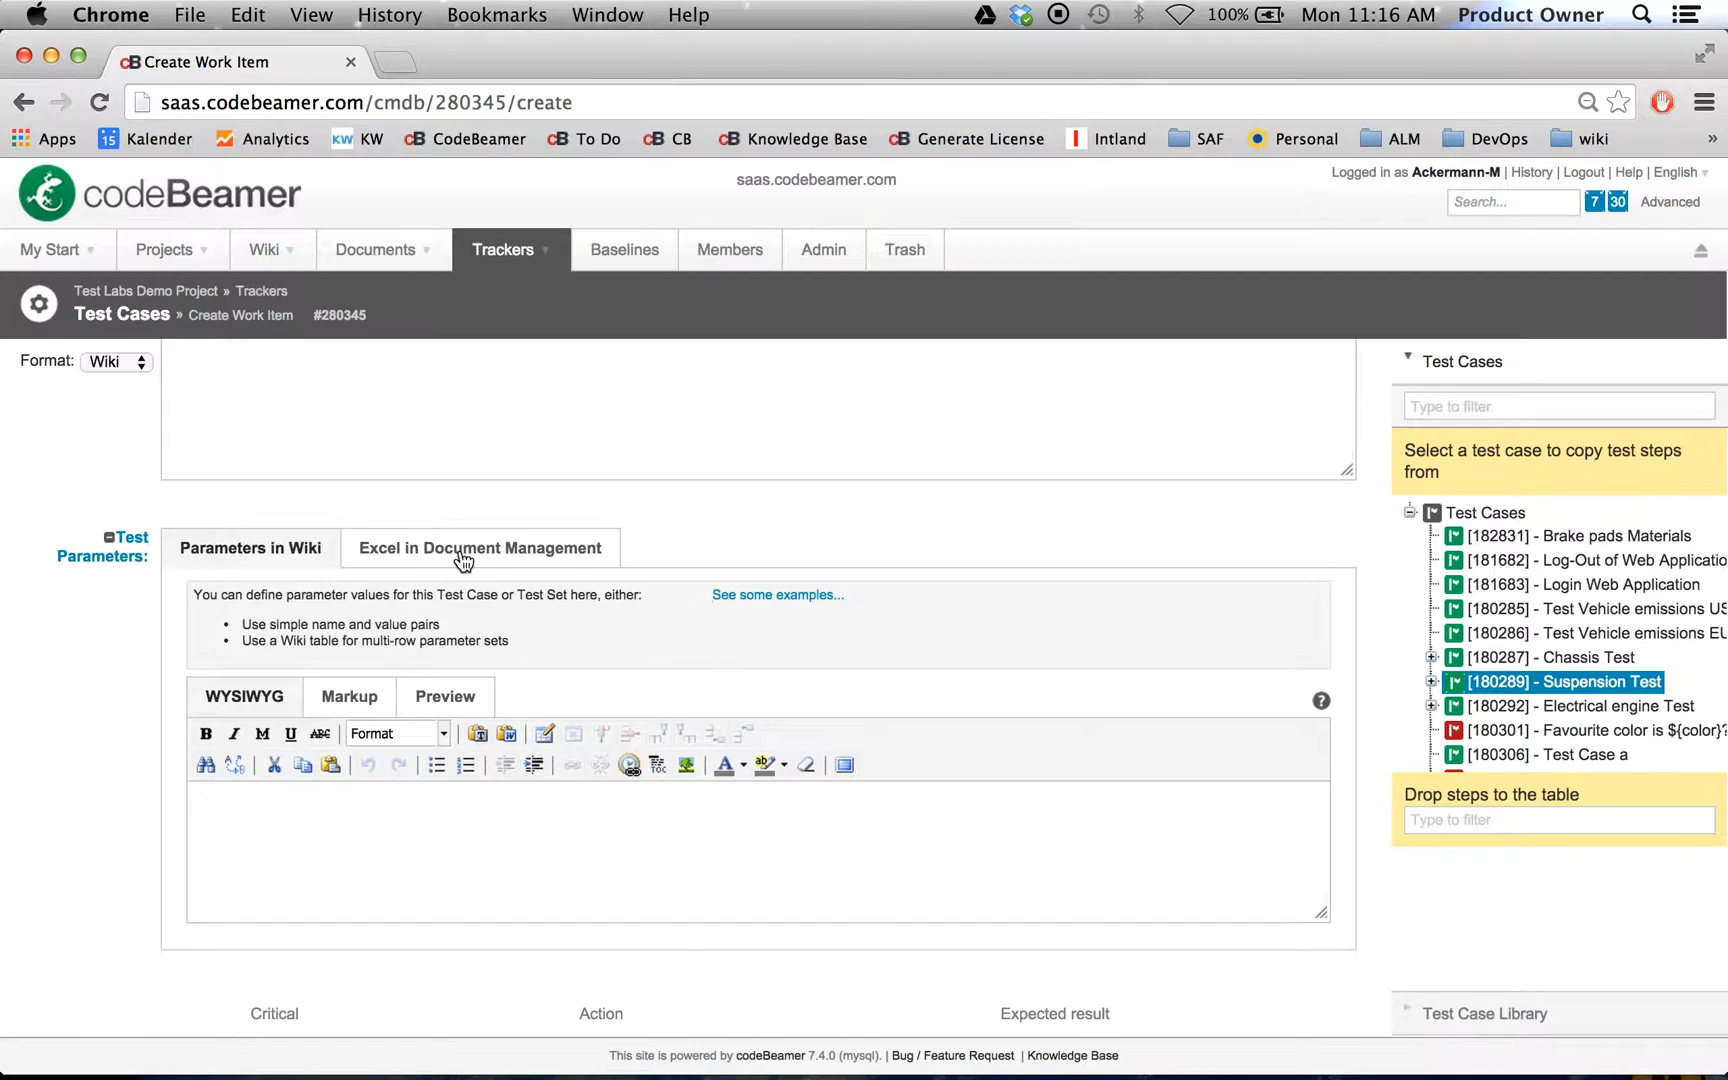 Chrome File Edit View History Bookmarks Window Help 100% Mon 11:16 AM Product Owner
cB Create Work Item
saas.codebeamer.com/cmdb/280345/create
Apps 15 Kalender Analytics KW KW cB CodeBeamer cB To Do cB CB cB Knowledge Base cB Generate License Intland SAF Personal ALM DevOps wiki »
codeBeamer
saas.codebeamer.com
Logged in as Ackermann-M | History | Logout | Help | English
Search... 7 30 Advanced
My Start Projects Wiki Documents Trackers Baselines Members Admin Trash
Test Labs Demo Project » Trackers
Test Cases » Create Work Item #280345
Format: Wiki
Test Parameters:
Parameters in Wiki Excel in Document Management
You can define parameter values for this Test Case or Test Set here, either: See some examples...
• Use simple name and value pairs
• Use a Wiki table for multi-row parameter sets
WYSIWYG Markup Preview
B I M U ABC Format
TOC A ab
Critical Action Expected result
Test Cases
Type to filter
Select a test case to copy test steps
from
Test Cases
[182831] - Brake pads Materials
[181682] - Log-Out of Web Applicatio
[181683] - Login Web Application
[180285] - Test Vehicle emissions US
[180286] - Test Vehicle emissions EU
[180287] - Chassis Test
[180289] - Suspension Test
[180292] - Electrical engine Test
[180301] - Favourite color is ${color}?
[180306] - Test Case a
Drop steps to the table
Type to filter
Test Case Library
This site is powered by codeBeamer 7.4.0 (mysql). | Bug / Feature Request | Knowledge Base